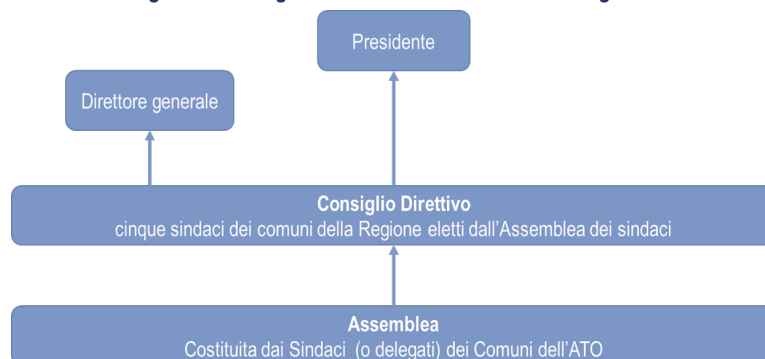 Presidente
Direttore generale
Consiglio Direttivo
cinque sindaci dei comuni della Regione eletti dall'Assemblea dei sindaci
Assemblea
Costituita dai Sindaci (o delegati) dei Comuni dell'ATO